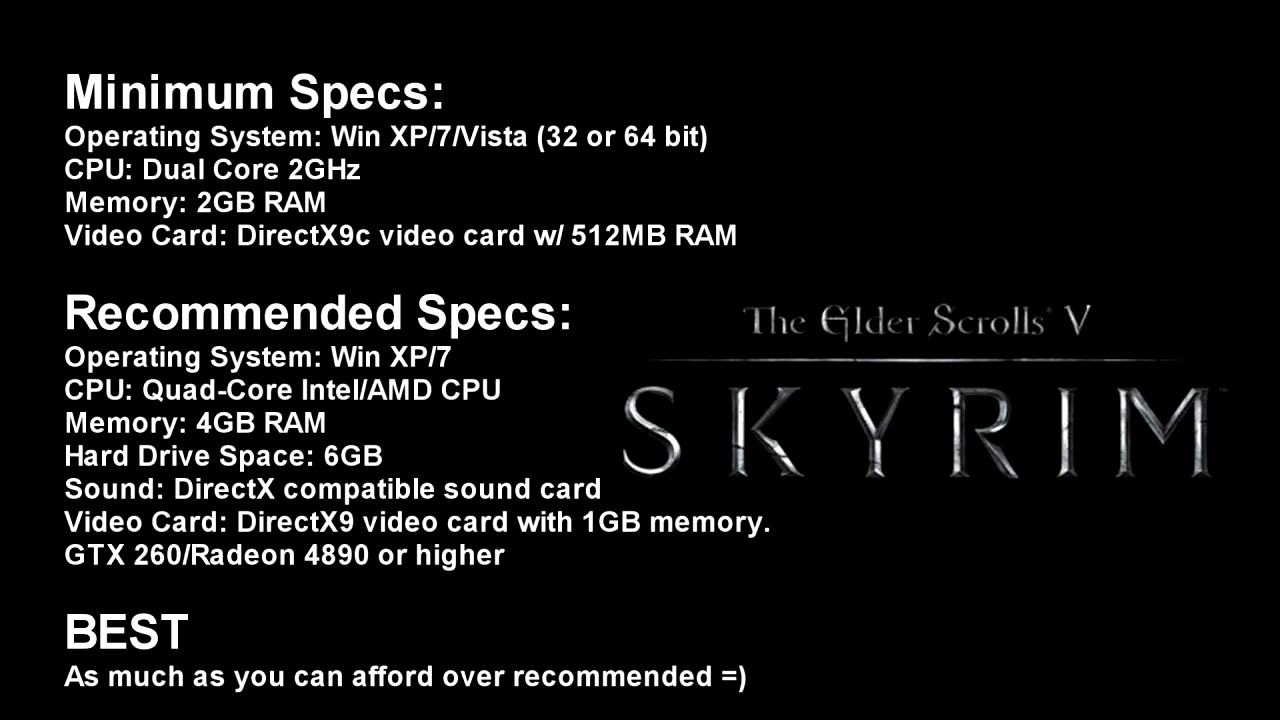 Minimum Specs:
Operating System: Win XP/7/Vista (32 or 64 bit)
CPU: Dual Core 2GHz
Memory: 2GB RAM
Video Card: DirectX9c video card w/ 512MB RAM
Recommended Specs:
Operating System: Win XP/7
CPU: Quad-Core Intel/AMD CPU
Memory: 4GB RAM
Hard Drive Space: 6GB
Sound: DirectX compatible sound card
Video Card: DirectX9 video card with 1GB memory.
GTX 260/Radeon 4890 or higher
The Elder Scrolls® V
SKYRIM™
BEST
As much as you can afford over recommended =)